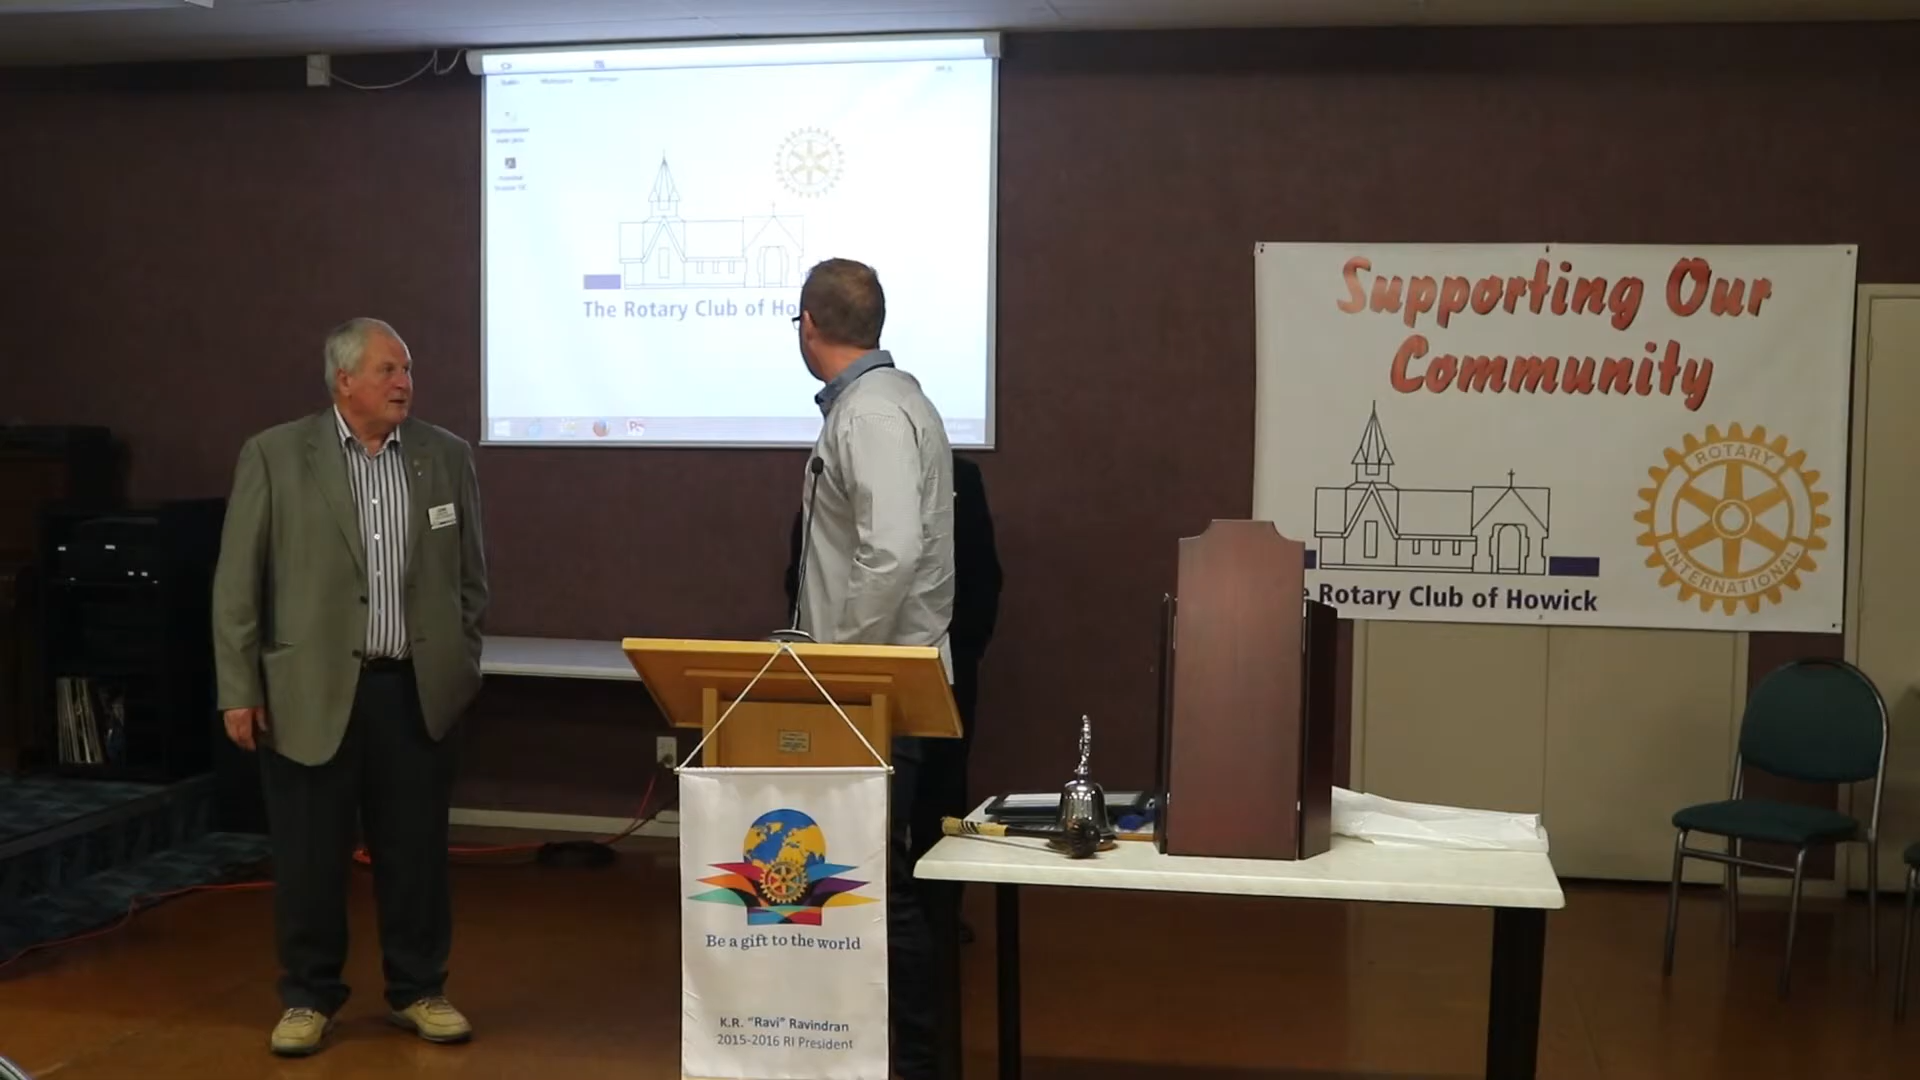 The Rotary Club of Ho
Supporting Our
Community
ROTARY
INTERNATIONAL
e Rotary Club of Howick
Be a gift to the world
K.R. "Ravi" Ravindran
2015-2016 RI President